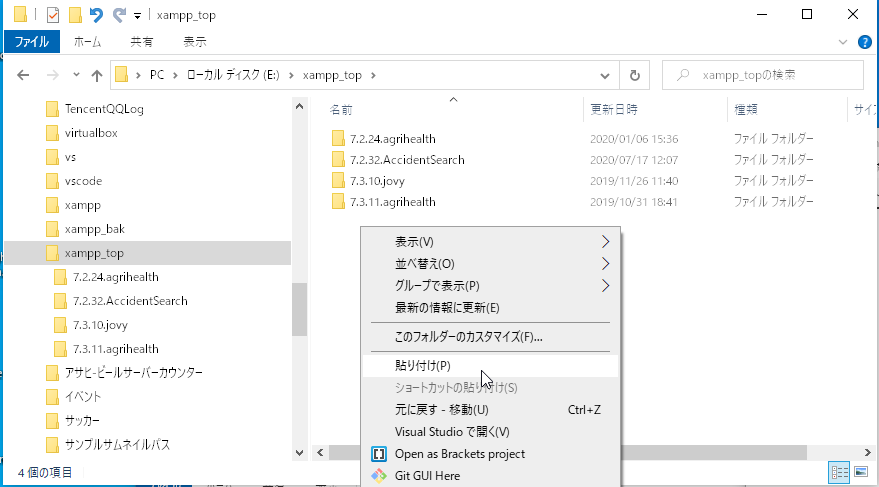 xampp_top
ファイル ホーム 共有 表示
PC ローカル ディスク (E:) xampp_top
xampp_topの検索
TencentQQLog
virtualbox
vs
vscode
xampp
xampp_bak
xampp_top
7.2.24.agrihealth
7.2.32.AccidentSearch
7.3.10.jovy
7.3.11.agrihealth
アサヒ-ビールサーバーカウンター
イベント
サッカー
サンプルサムネイルパス
名前 更新日時 種類 サイ
7.2.24.agrihealth 2020/01/06 15:36 ファイル フォルダー
7.2.32.AccidentSearch 2020/07/17 12:07 ファイル フォルダー
7.3.10.jovy 2019/11/26 11:40 ファイル フォルダー
7.3.11.agrihealth 2019/10/31 18:41 ファイル フォルダー
表示(V)
並べ替え(O)
グループで表示(P)
最新の情報に更新(E)
このフォルダーのカスタマイズ(F)...
貼り付け(P)
ショートカットの貼り付け(S)
元に戻す - 移動(U) Ctrl+Z
Visual Studio で開く(V)
Open as Brackets project
Git GUI Here
4 個の項目